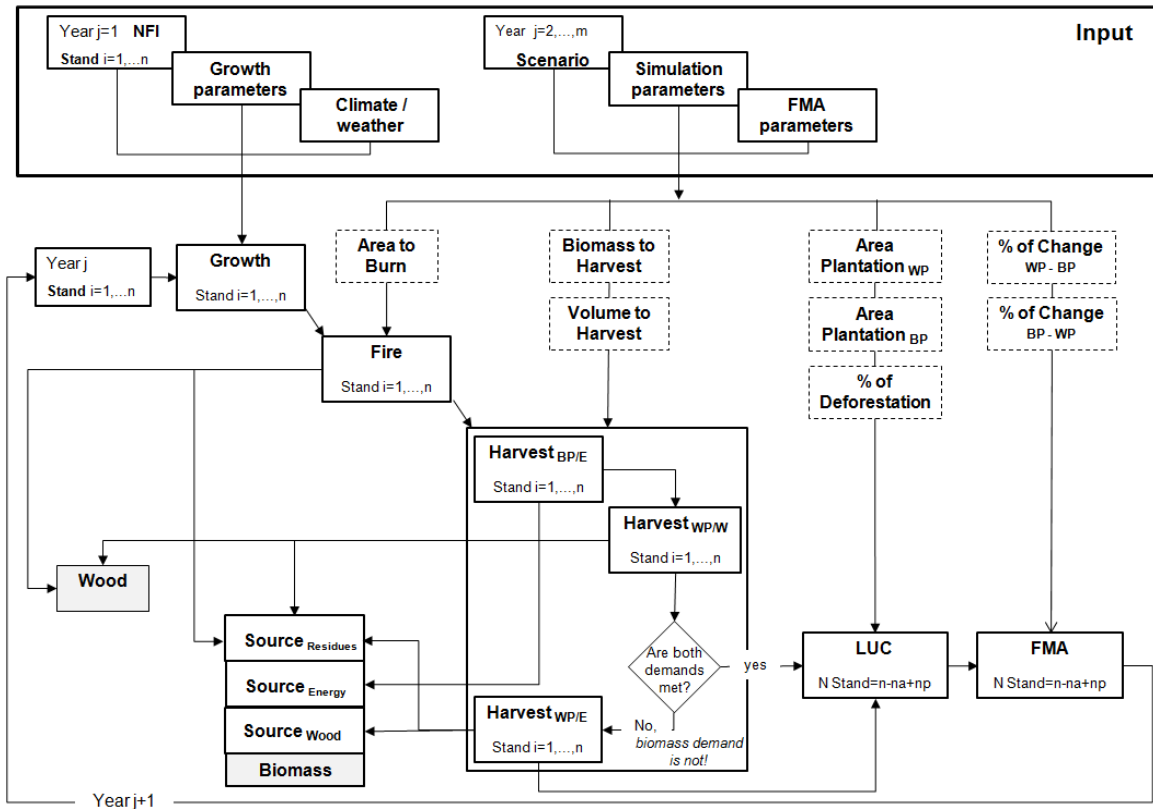 Input
Year j=1 NFI
Stand i=1,...n
Growth
parameters
Climate /
weather
Year j=2,...,m
Scenario
Simulation
parameters
FMA
parameters
Year j
Stand i=1,...n
Growth
Stand i=1,...,n
Area to
Burn
Biomass to
Harvest
Area
Plantation WP
% of Change
WP - BP
Volume to
Harvest
Area
Plantation BP
% of Change
BP - WP
% of
Deforestation
Fire
Stand i=1,...,n
Harvest BP/E
Stand i=1,...,n
Harvest WP/W
Stand i=1,...,n
Wood
Source Residues
Source Energy
Source Wood
Biomass
Are both
demands
met?
yes
No,
biomass demand
is not!
Harvest WP/E
Stand i=1,...,n
LUC
N Stand=n-na+np
FMA
N Stand=n-na+np
Year j+1